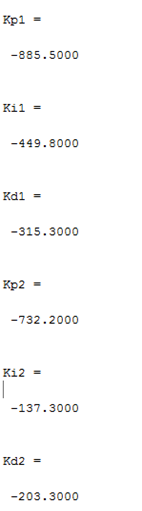 Kp1 =
-885.5000
Ki1 =
-449.8000
Kd1 =
-315.3000
Kp2 =
-732.2000
Ki2 =
-137.3000
Kd2 =
-203.3000